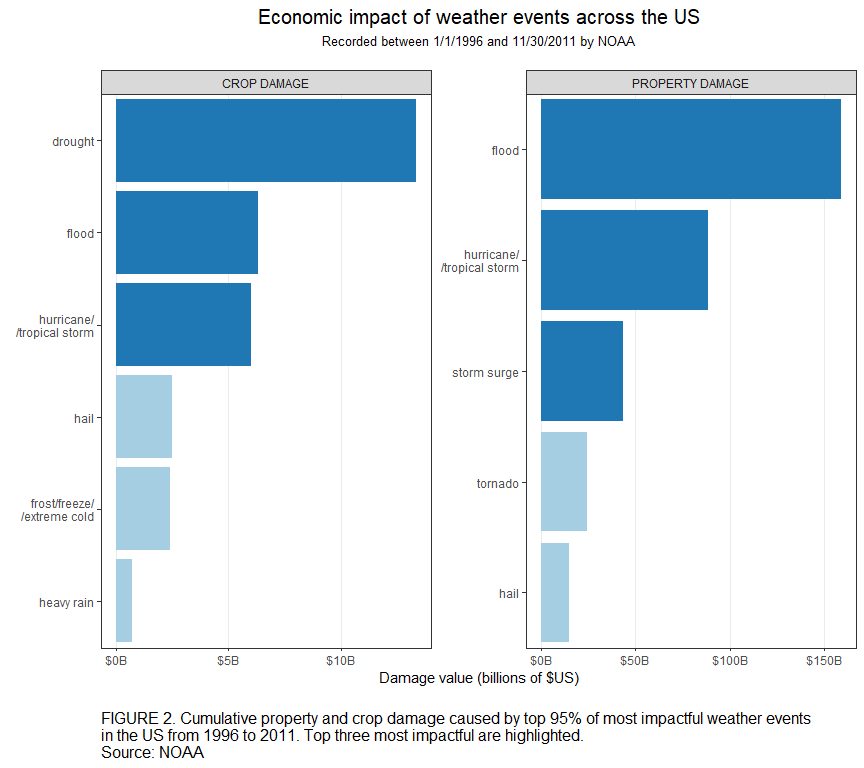 Economic impact of weather events across the US
Recorded between 1/1/1996 and 11/30/2011 by NOAA
CROP DAMAGE
drought
flood
hurricane/
/tropical storm
hail
frost/freeze/
/extreme cold
heavy rain
$0B
$5B
$10B
PROPERTY DAMAGE
flood
hurricane/
/tropical storm
storm surge
tornado
hail
$0B
$50B
$100B
$150B
Damage value (billions of $US)
FIGURE 2. Cumulative property and crop damage caused by top 95% of most impactful weather events
in the US from 1996 to 2011. Top three most impactful are highlighted.
Source: NOAA